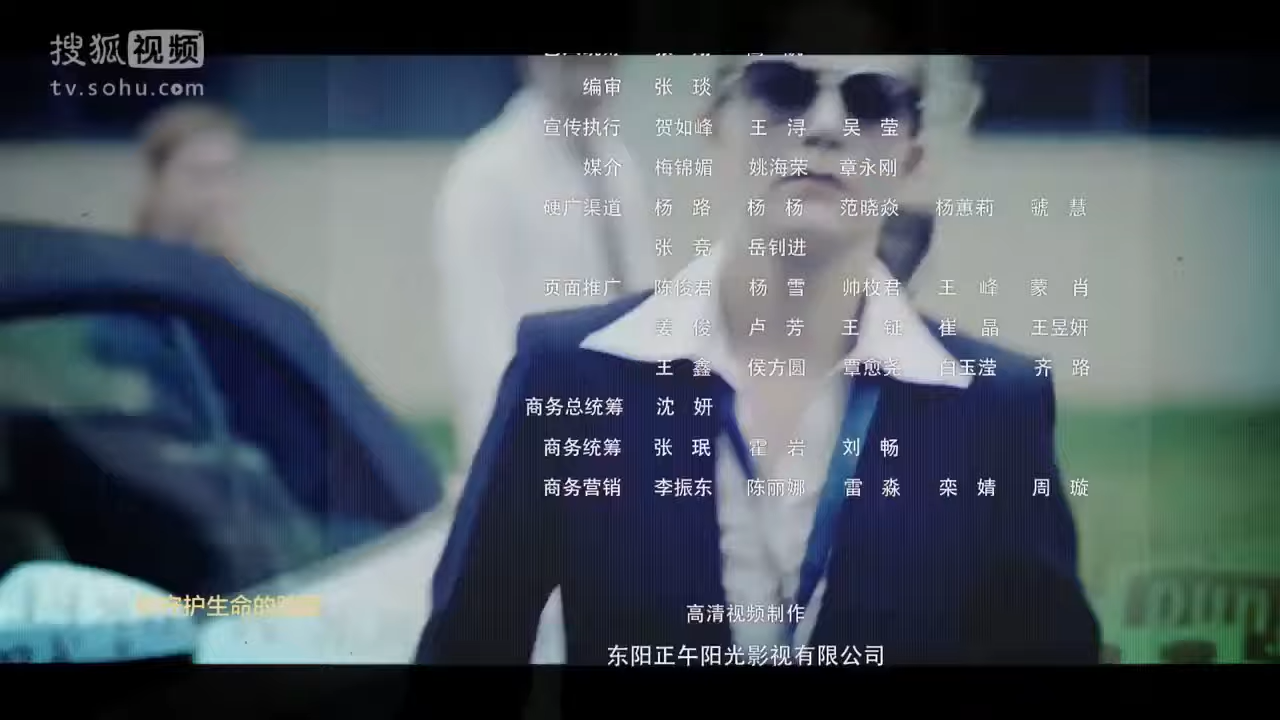 搜狐视频
tv.sohu.com
编审 张 琰
宣传执行 贺如峰 王 浔 吴 莹
媒介 梅锦媚 姚海荣 章永刚
硬广渠道 杨 路 杨 杨 范晓焱 杨蕙莉 虢 慧
张 竞 岳钊进
页面推广 陈俊君 杨 雪 帅枚君 王 峰 蒙 肖
姜 俊 卢 芳 王 钲 崔 晶 王昱妍
王 鑫 侯方圆 覃愈尧 白玉滢 齐 路
商务总统筹 沈 妍
商务统筹 张 珉 霍 岩 刘 畅
商务营销 李振东 陈丽娜 雷 淼 栾 婧 周 璇
守护生命的
高清视频制作
东阳正午阳光影视有限公司